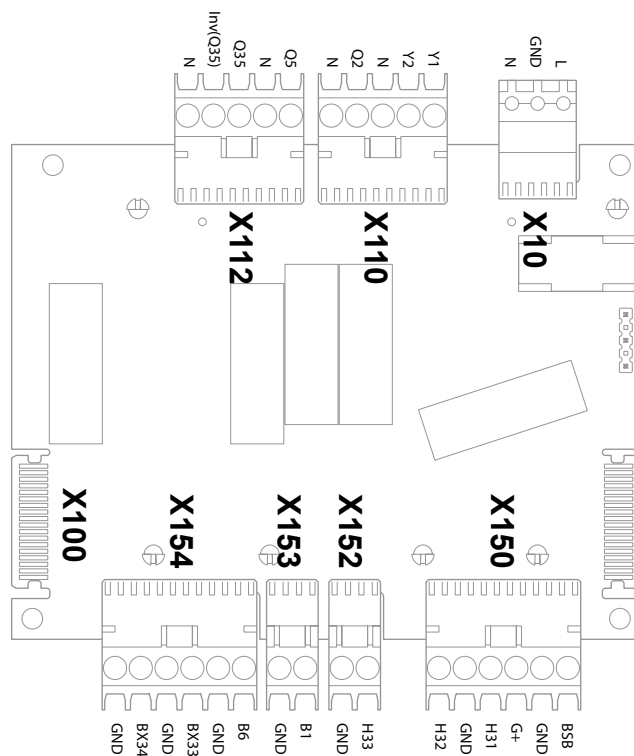 Inv(Q35)
N
Q35
N
Q5
N
Q2
N
Y2
Y1
N
GND
L
X112
X110
X10
X100
X154
X153
X152
X150
GND
BX34
GND
BX33
GND
B6
GND
B1
GND
H33
H32
GND
H31
G+
GND
BSB